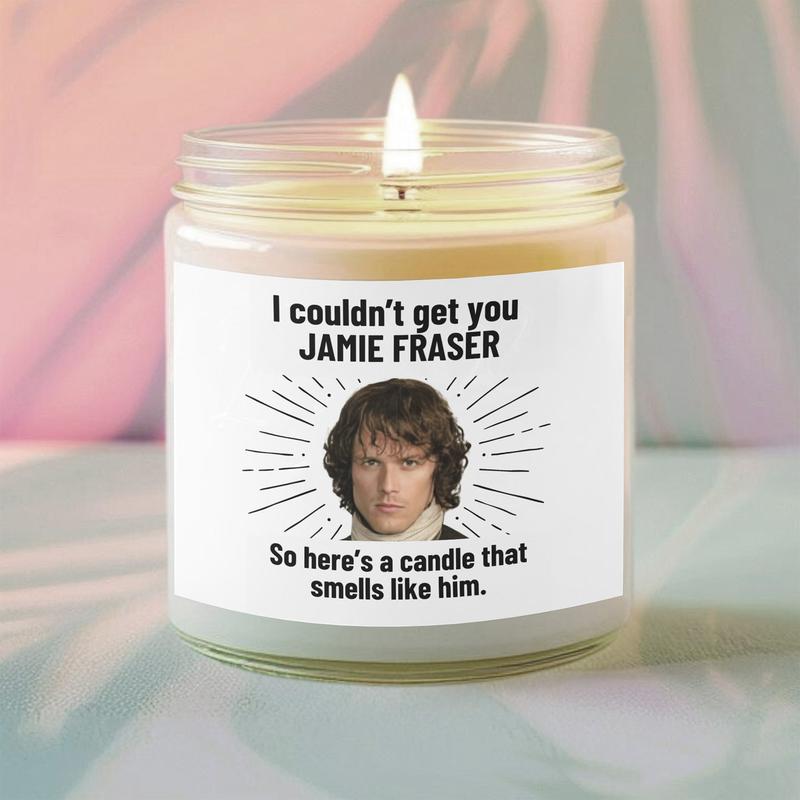 I couldn't get you
JAMIE FRASER
So here's a candle that
smells like him.